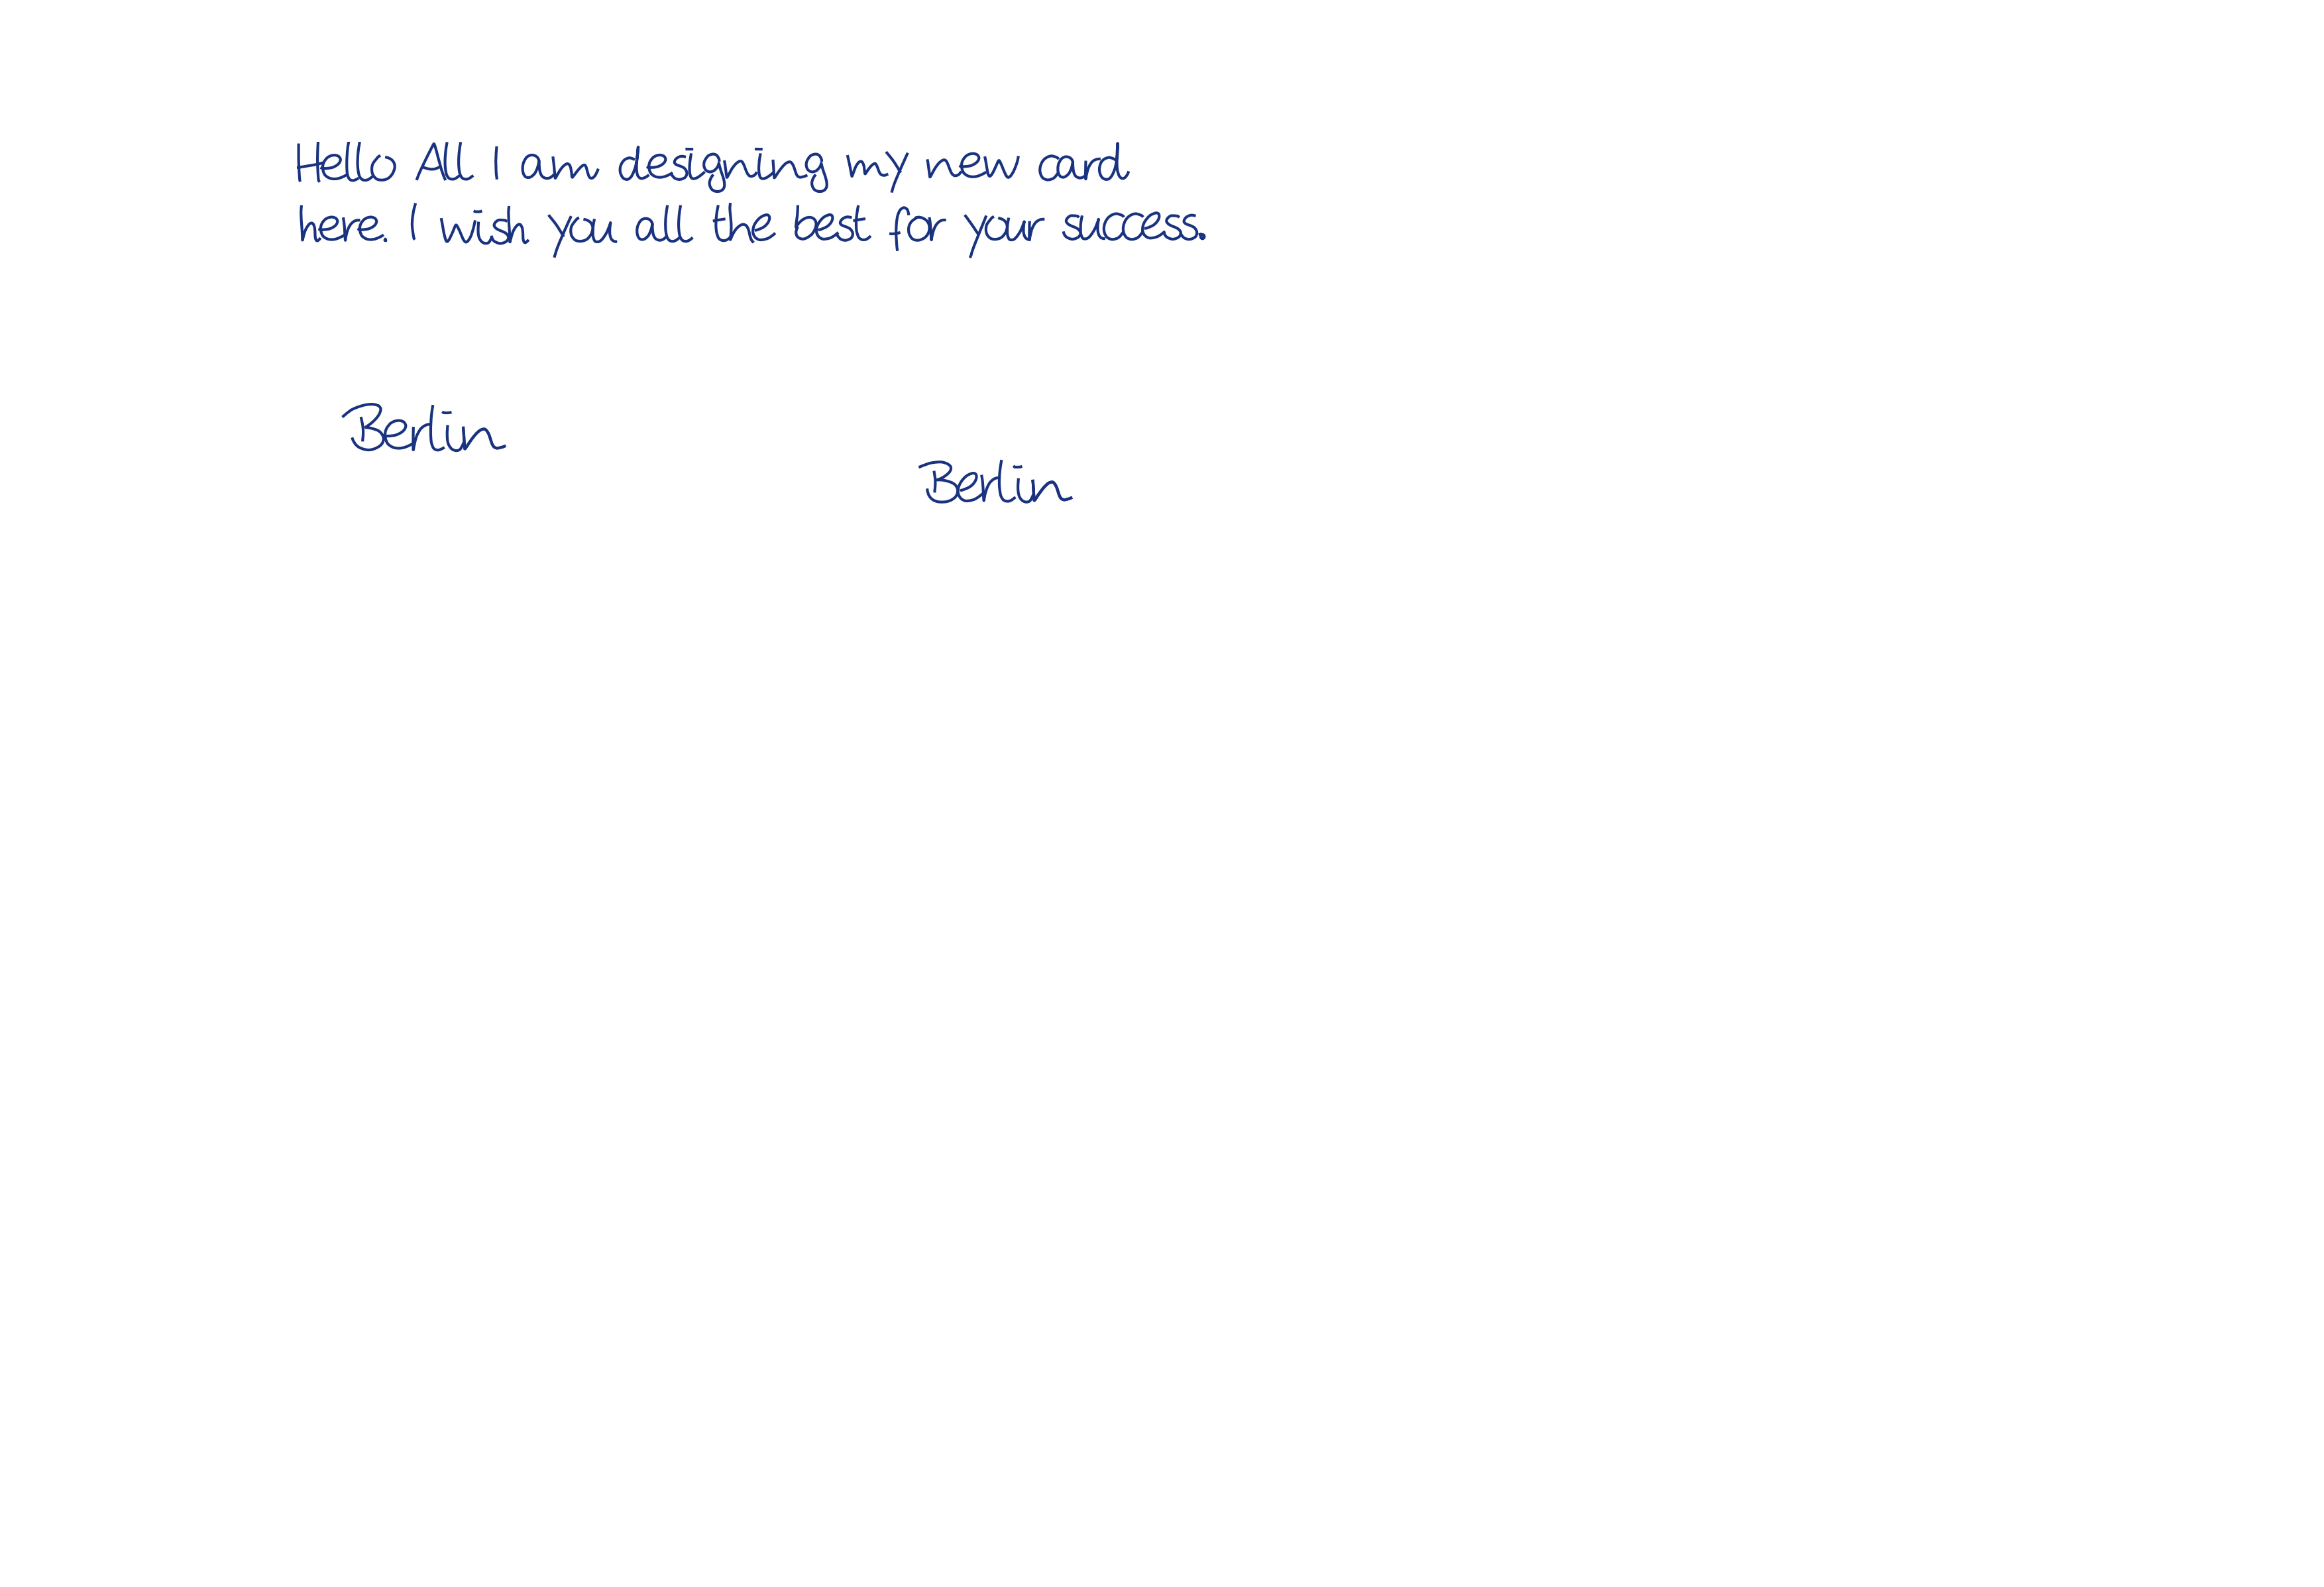 Hello All I am designing my new card
here. I wish you all the best for your success.
Berlin
Berlin